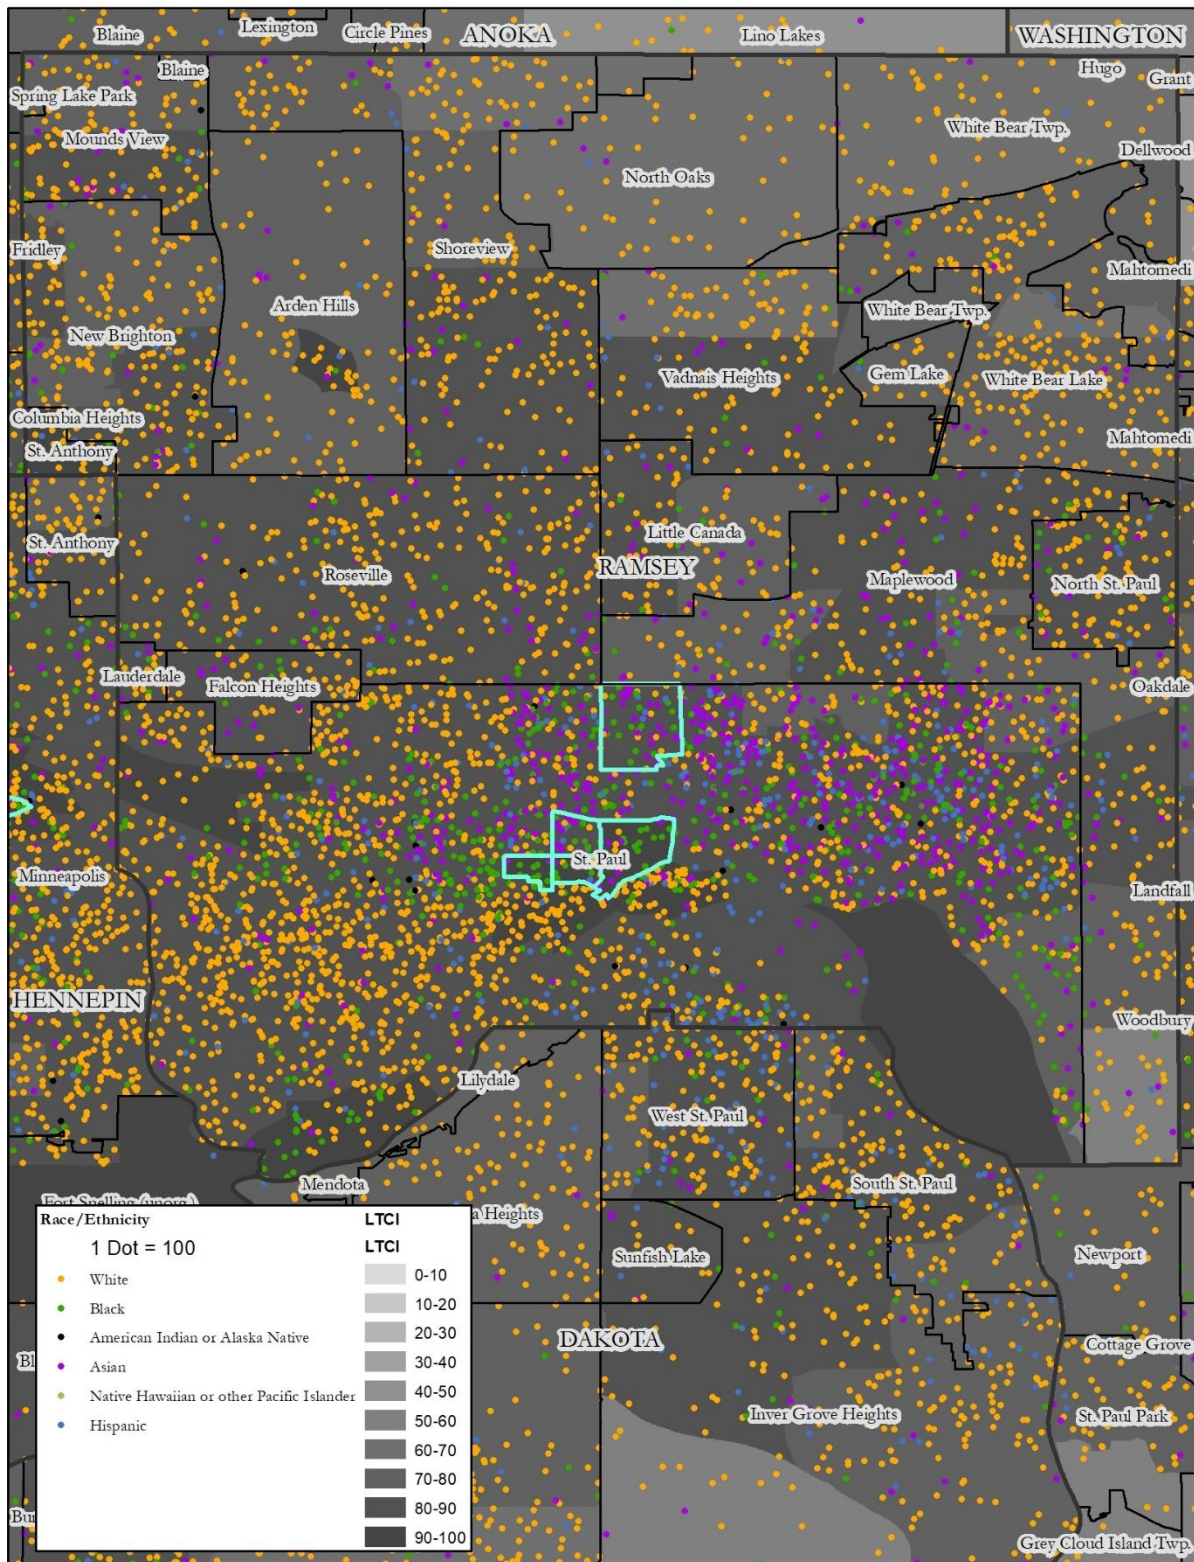 Lexington
Blaine
Circle Pines
ANOKA
Lino Lakes
WASHINGTON
Blaine
Hugo
Grant
Spring Lake Park
Mounds View
White Bear Twp.
Dellwood
North Oaks
Fridley
Shoreview
Mahtomedi
Arden Hills
White Bear Twp.
New Brighton
Vadnais Heights
Gem Lake
White Bear Lake
Columbia Heights
St. Anthony
Mahtomedi
St. Anthony
Little Canada
RAMSEY
Roseville
Maplewood
North St. Paul
Lauderdale
Falcon Heights
Oakdale
St. Paul
Minneapolis
Landfall
HENNEPIN
Woodbury
Lilydale
West St. Paul
Mendota
South St. Paul
Fort Snelling (unorg.)
a Heights
Sunfish Lake
Newport
DAKOTA
Cottage Grove
Bl
Inver Grove Heights
St. Paul Park
Bu
Grey Cloud Island Twp.
Race/Ethnicity
1 Dot = 100
White
Black
American Indian or Alaska Native
Asian
Native Hawaiian or other Pacific Islander
Hispanic
LTCI
LTCI
0-10
10-20
20-30
30-40
40-50
50-60
60-70
70-80
80-90
90-100